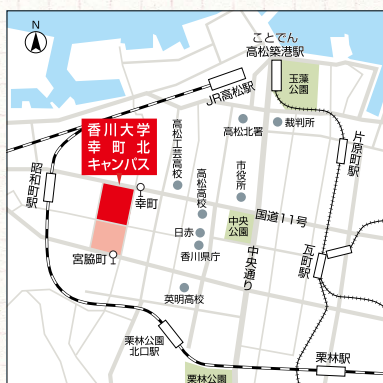 N
ことでん
高松築港駅
玉藻
公園
JR高松駅
香川大学
幸町北
キャンパス
高松工芸高校
高松北署
裁判所
片原町駅
昭和町駅
高松高校
市役所
幸町
国道11号
日赤
中央
公園
宮脇町
香川県庁
中央通り
瓦町駅
英明高校
栗林公園
北口駅
栗林駅
栗林公園